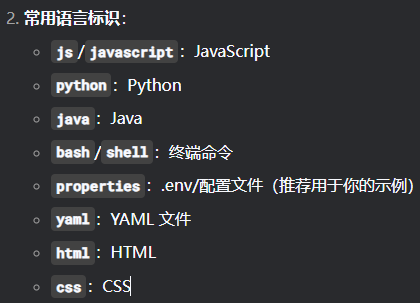 2. 常用语言标识：
js/javascript：JavaScript
python：Python
java：Java
bash/shell：终端命令
properties：.env/配置文件（推荐用于你的示例）
yaml：YAML 文件
html：HTML
css：CSS